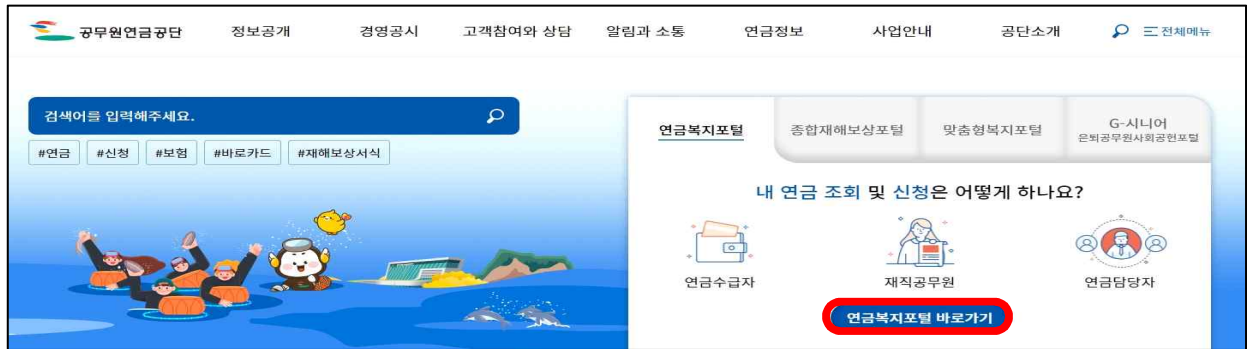 공무원연금공단 정보공개 경영공시 고객참여와 상담 알림과 소통 연금정보 사업안내 공단소개 전체메뉴
검색어를 입력해주세요.
#연금 #신청 #보험 #바로카드 #재해보상서식
연금복지포털 종합재해보상포털 맞춤형복지포털 G-시니어
은퇴공무원사회공헌포털
내 연금 조회 및 신청은 어떻게 하나요?
연금수급자 재직공무원 연금담당자
연금복지포털 바로가기